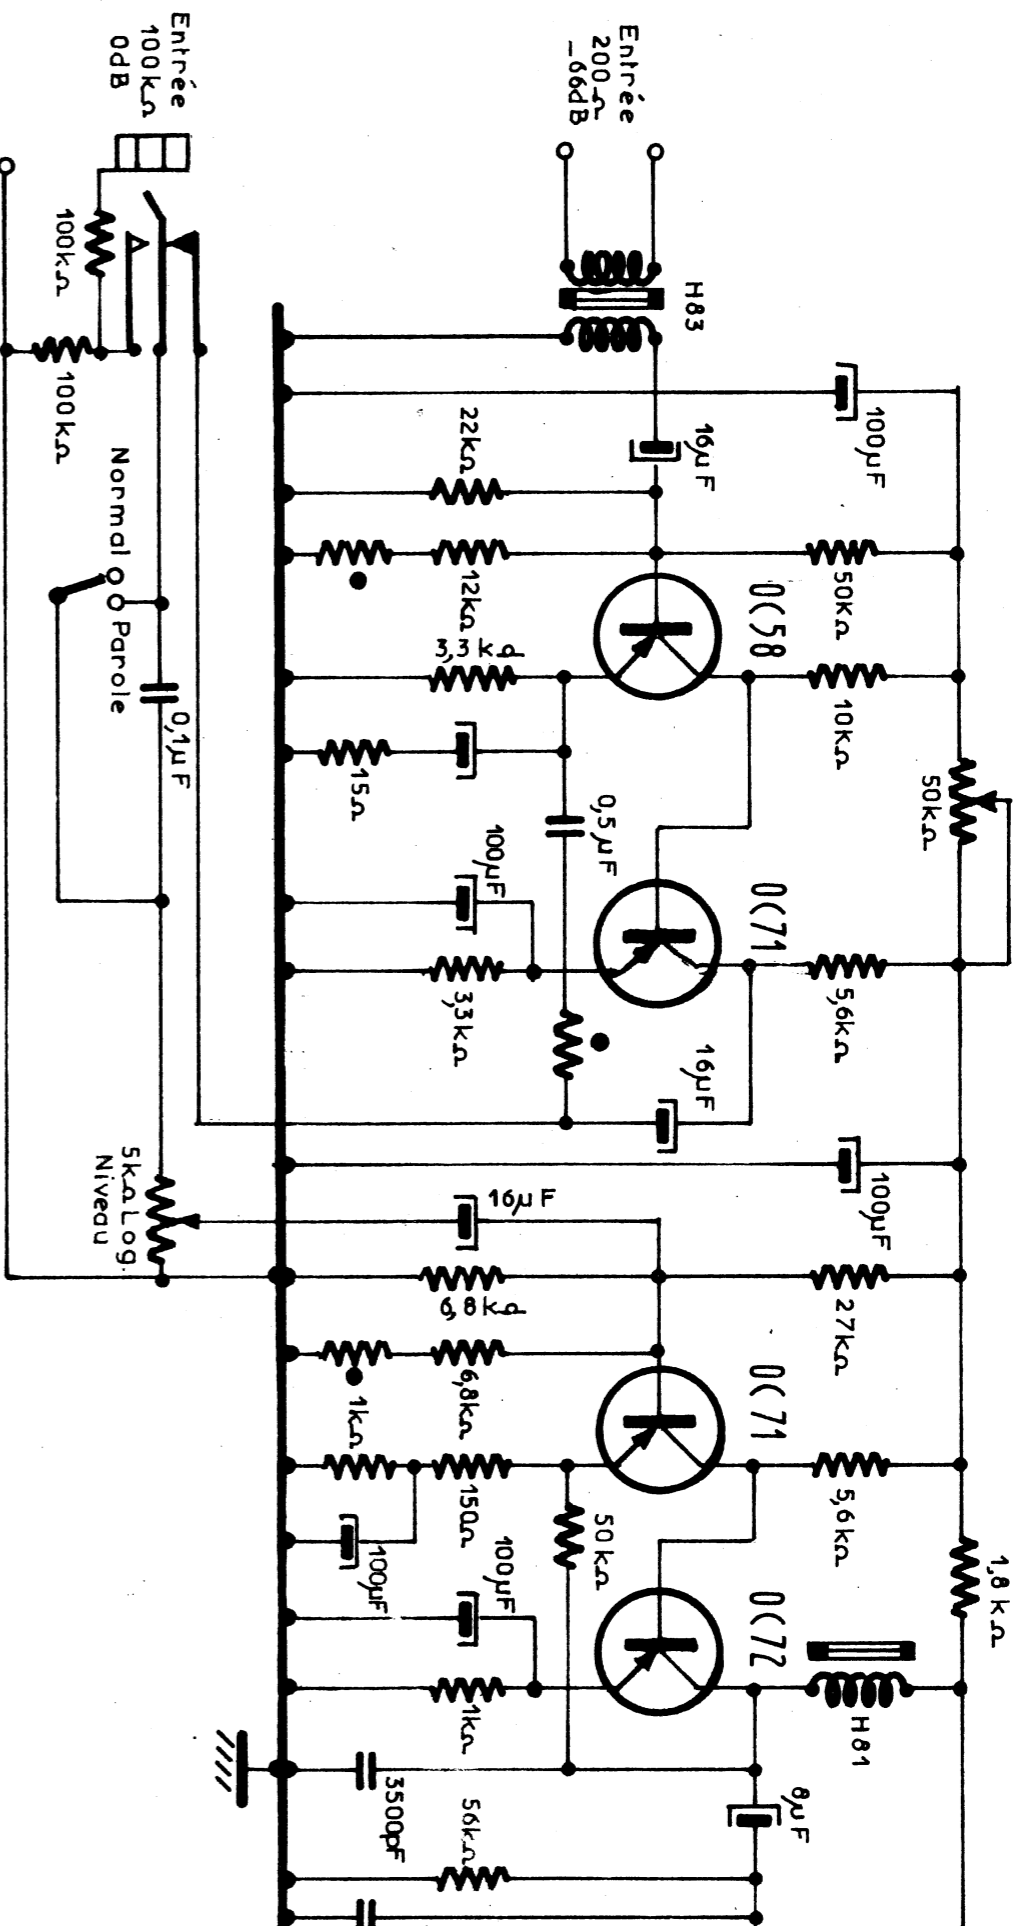 Entrée
200Ω
-66dB
H83
100µF
16µF
22kΩ
12kΩ
50KΩ
OC58
10KΩ
3,3kΩ
15Ω
0,5µF
50kΩ
100µF
OC71
5,6kΩ
3,3kΩ
16µF
100µF
16µF
6,8kΩ
27KΩ
6,8kΩ
OC71
5,6kΩ
1kΩ
150Ω
100µF
50kΩ
100µF
OC72
1,8kΩ
H81
1kΩ
3500pF
8µF
56kΩ
Entrée
100kΩ
0dB
100kΩ
100kΩ
Normal
Parole
0,1µF
5kΩLog.
Niveau